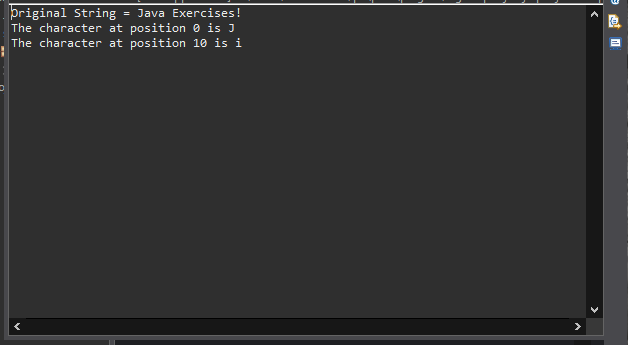 Original String = Java Exercises!
The character at position 0 is J
The character at position 10 is i